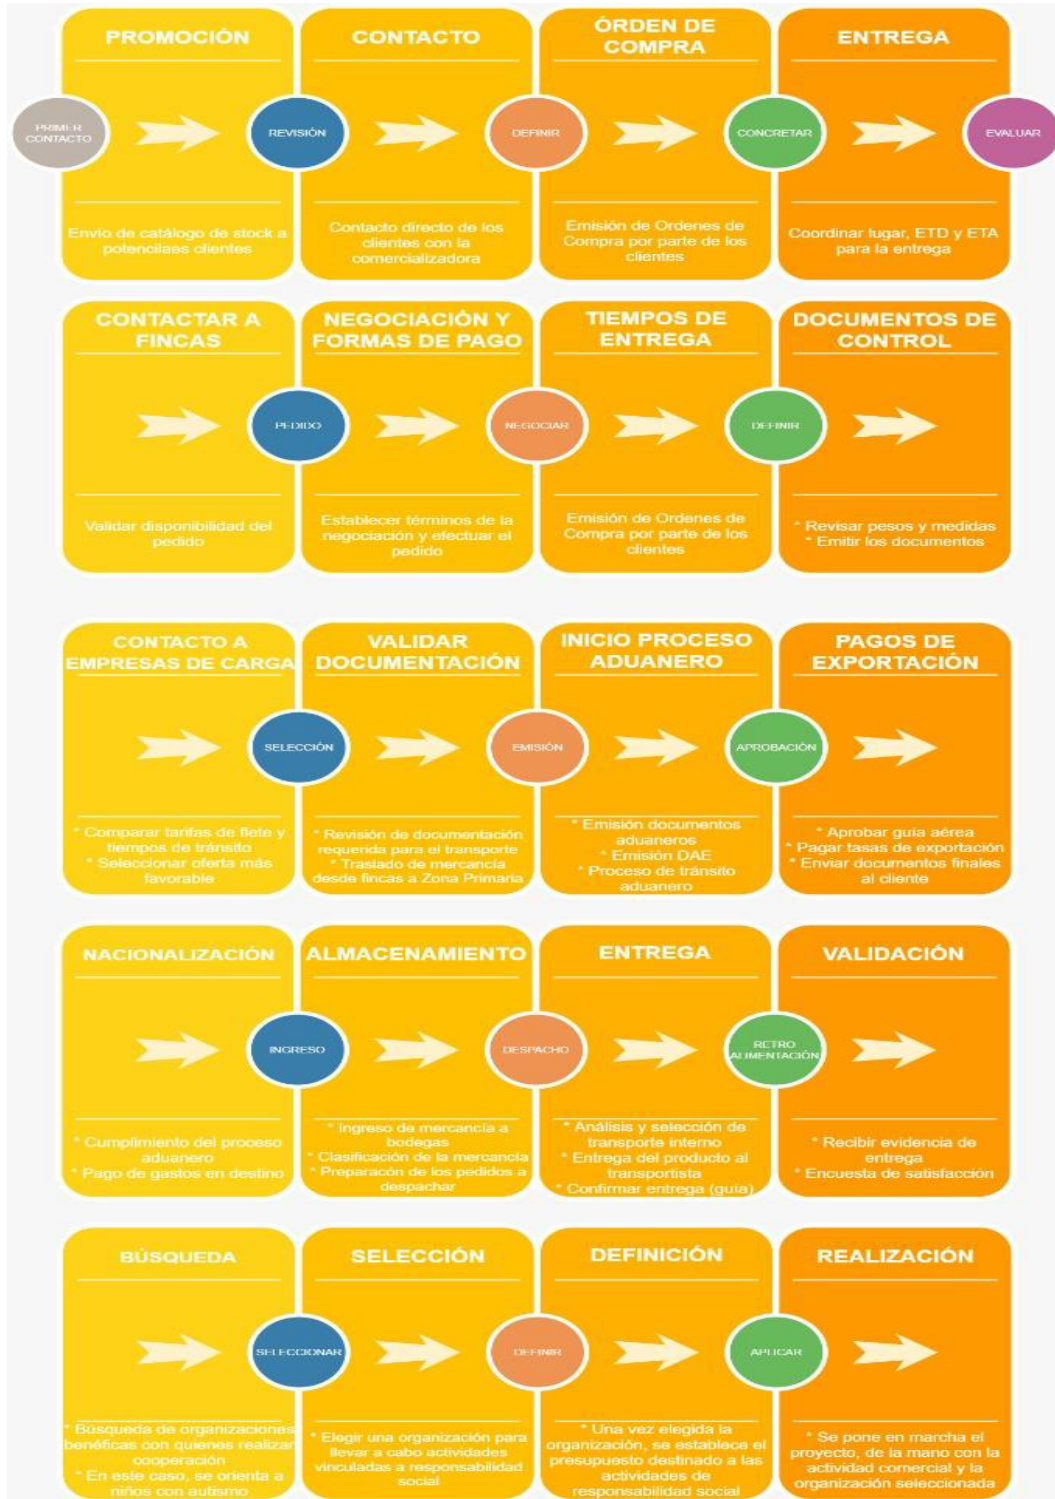 PROMOCIÓN
CONTACTO
ÓRDEN DE
COMPRA
ENTREGA
PRIMER
CONTACTO
REVISIÓN
DEFINIR
CONCRETAR
EVALUAR
Envío de catálogo de stock a
potencilaes clientes
Contacto directo de los
clientes con la
comercializadora
Emisión de Ordenes de
Compra por parte de los
clientes
Coordinar lugar, ETD y ETA
para la entrega
CONTACTAR A
FINCAS
NEGOCIACIÓN Y
FORMAS DE PAGO
TIEMPOS DE
ENTREGA
DOCUMENTOS DE
CONTROL
PEDIDO
NEGOCIAR
DEFINIR
Validar disponibilidad del
pedido
Establecer términos de la
negociación y efectuar el
pedido
Emisión de Ordenes de
Compra por parte de los
clientes
* Revisar pesos y medidas
* Emitir los documentos
CONTACTO A
EMPRESAS DE CARGA
VALIDAR
DOCUMENTACIÓN
INICIO PROCESO
ADUANERO
PAGOS DE
EXPORTACIÓN
SELECCIÓN
EMISIÓN
APROBACIÓN
* Comparar tarifas de flete y
tiempos de tránsito
* Seleccionar oferta más
favorable
* Revisión de documentación
requerida para el transporte
* Traslado de mercancía
desde fincas a Zona Primaria
* Emisión documentos
aduaneros
* Emisión DAE
* Proceso de tránsito
aduanero
* Aprobar guía aérea
* Pagar tasas de exportación
* Enviar documentos finales
al cliente
NACIONALIZACIÓN
ALMACENAMIENTO
ENTREGA
VALIDACIÓN
INGRESO
DESPACHO
RETRO
ALIMENTACIÓN
* Cumplimiento del proceso
aduanero
* Pago de gastos en destino
* Ingreso de mercancía a
bodegas
* Clasificación de la mercancía
* Preparacón de los pedidos a
despachar
* Análisis y selección de
transporte interno
* Entrega del producto al
transportista
* Confirmar entrega (guía)
* Recibir evidencia de
entrega
* Encuesta de satisfacción
BÚSQUEDA
SELECCIÓN
DEFINICIÓN
REALIZACIÓN
SELECCIONAR
DEFINIR
APLICAR
* Búsqueda de organizaciones
benéficas con quienes realizar
cooperación
* En este caso, se orienta a
niños con autismo
* Elegir una organización para
llevar a cabo actividades
vinculadas a responsabilidad
social
* Una vez elegida la
organización, se establece el
presupuesto destinado a las
actividades de
responsabilidad social
* Se pone en marcha el
proyecto, de la mano con la
actividad comercial y la
organización seleccionada